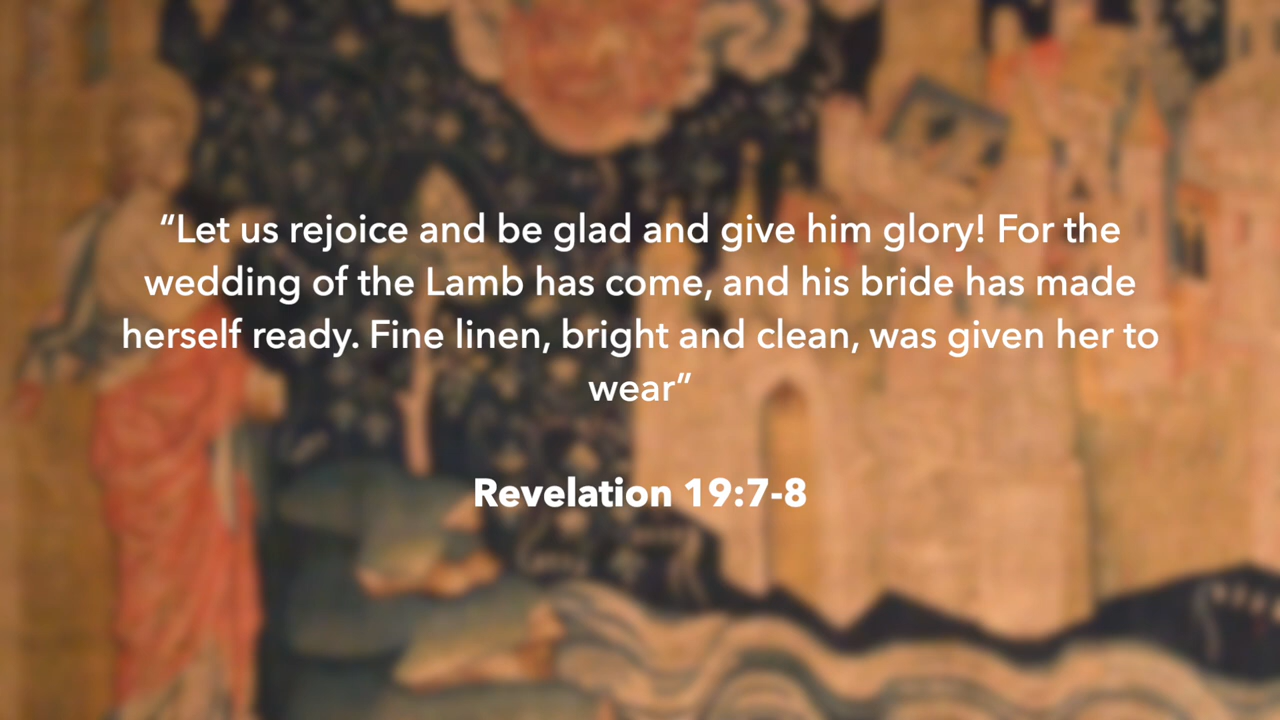 “Let us rejoice and be glad and give him glory! For the
wedding of the Lamb has come, and his bride has made
herself ready. Fine linen, bright and clean, was given her to
wear”
Revelation 19:7-8